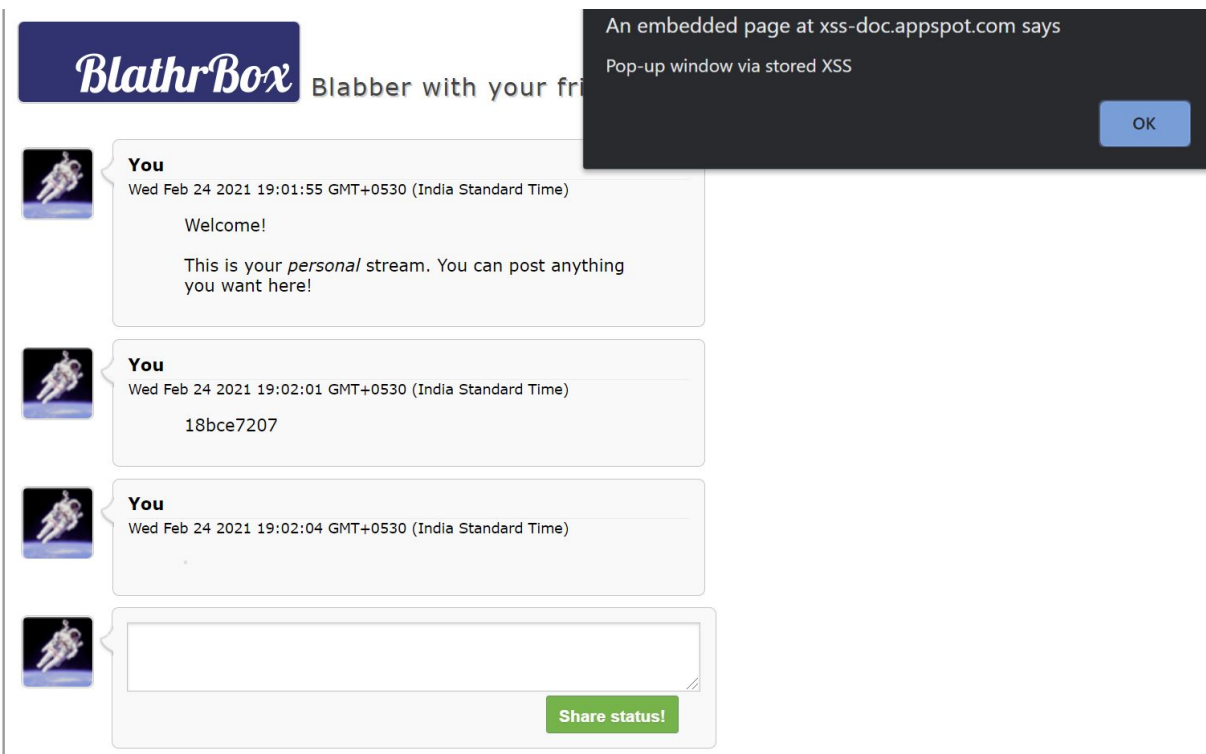 An embedded page at xss-doc.appspot.com says
Pop-up window via stored XSS
OK
BlathrBox
Blabber with your fri
You
Wed Feb 24 2021 19:01:55 GMT+0530 (India Standard Time)
Welcome!
This is your personal stream. You can post anything
you want here!
You
Wed Feb 24 2021 19:02:01 GMT+0530 (India Standard Time)
18bce7207
You
Wed Feb 24 2021 19:02:04 GMT+0530 (India Standard Time)
Share status!